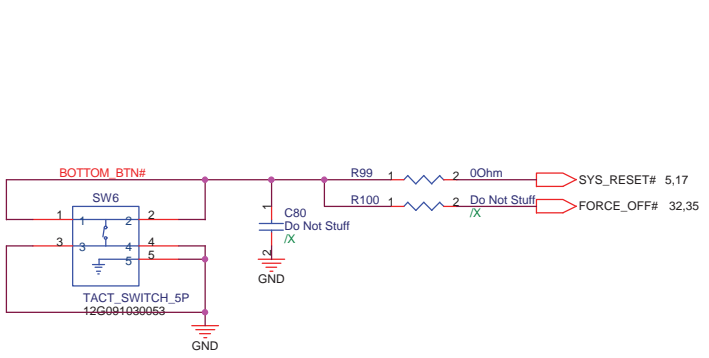 BOTTOM_BTN#
R99 1 2 0Ohm
SYS_RESET# 5,17
SW6
R100 1 2 Do Not Stuff
/X
FORCE_OFF# 32,35
1 1 2 2
1
C80
Do Not Stuff
/X
3 3 4 4
2
5 5
GND
TACT_SWITCH_5P
12G091030053
GND